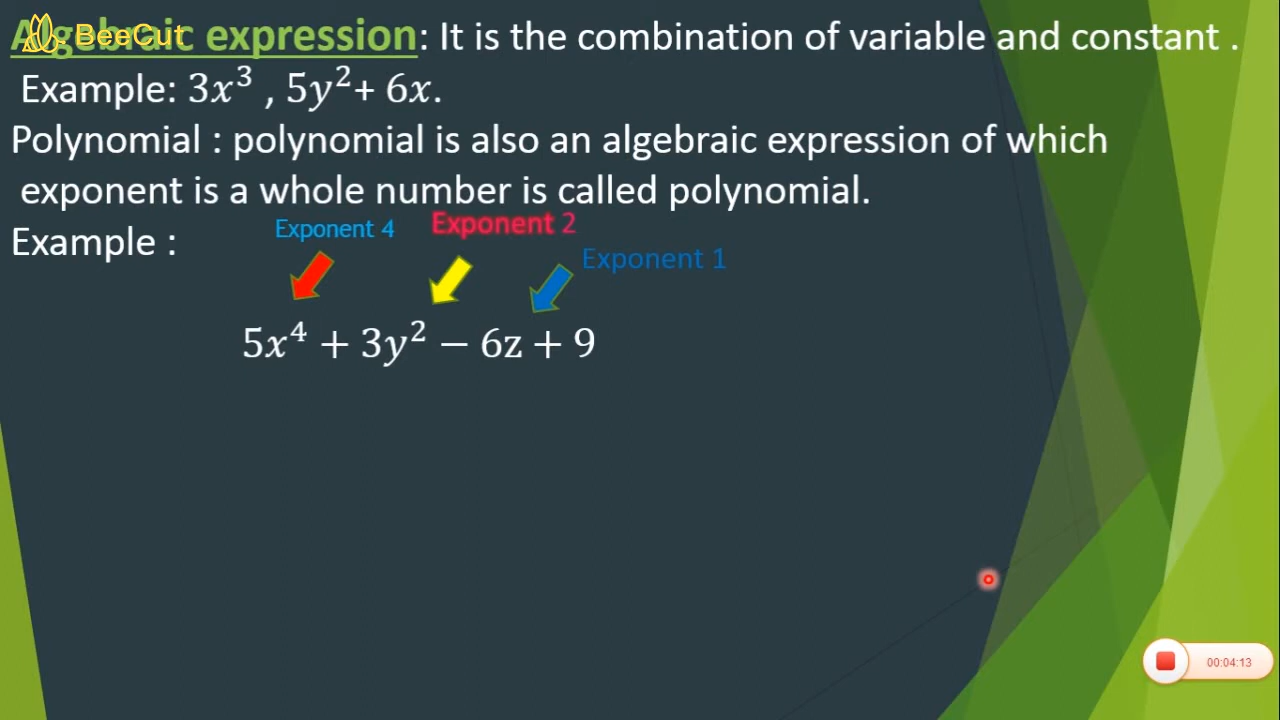 Algebraic expression: It is the combination of variable and constant .
BeeCut
Example: 3x³ , 5y²+ 6x.
Polynomial : polynomial is also an algebraic expression of which
exponent is a whole number is called polynomial.
Example :
Exponent 4
Exponent 2
Exponent 1
5x⁴ + 3y² − 6z + 9
00:04:13